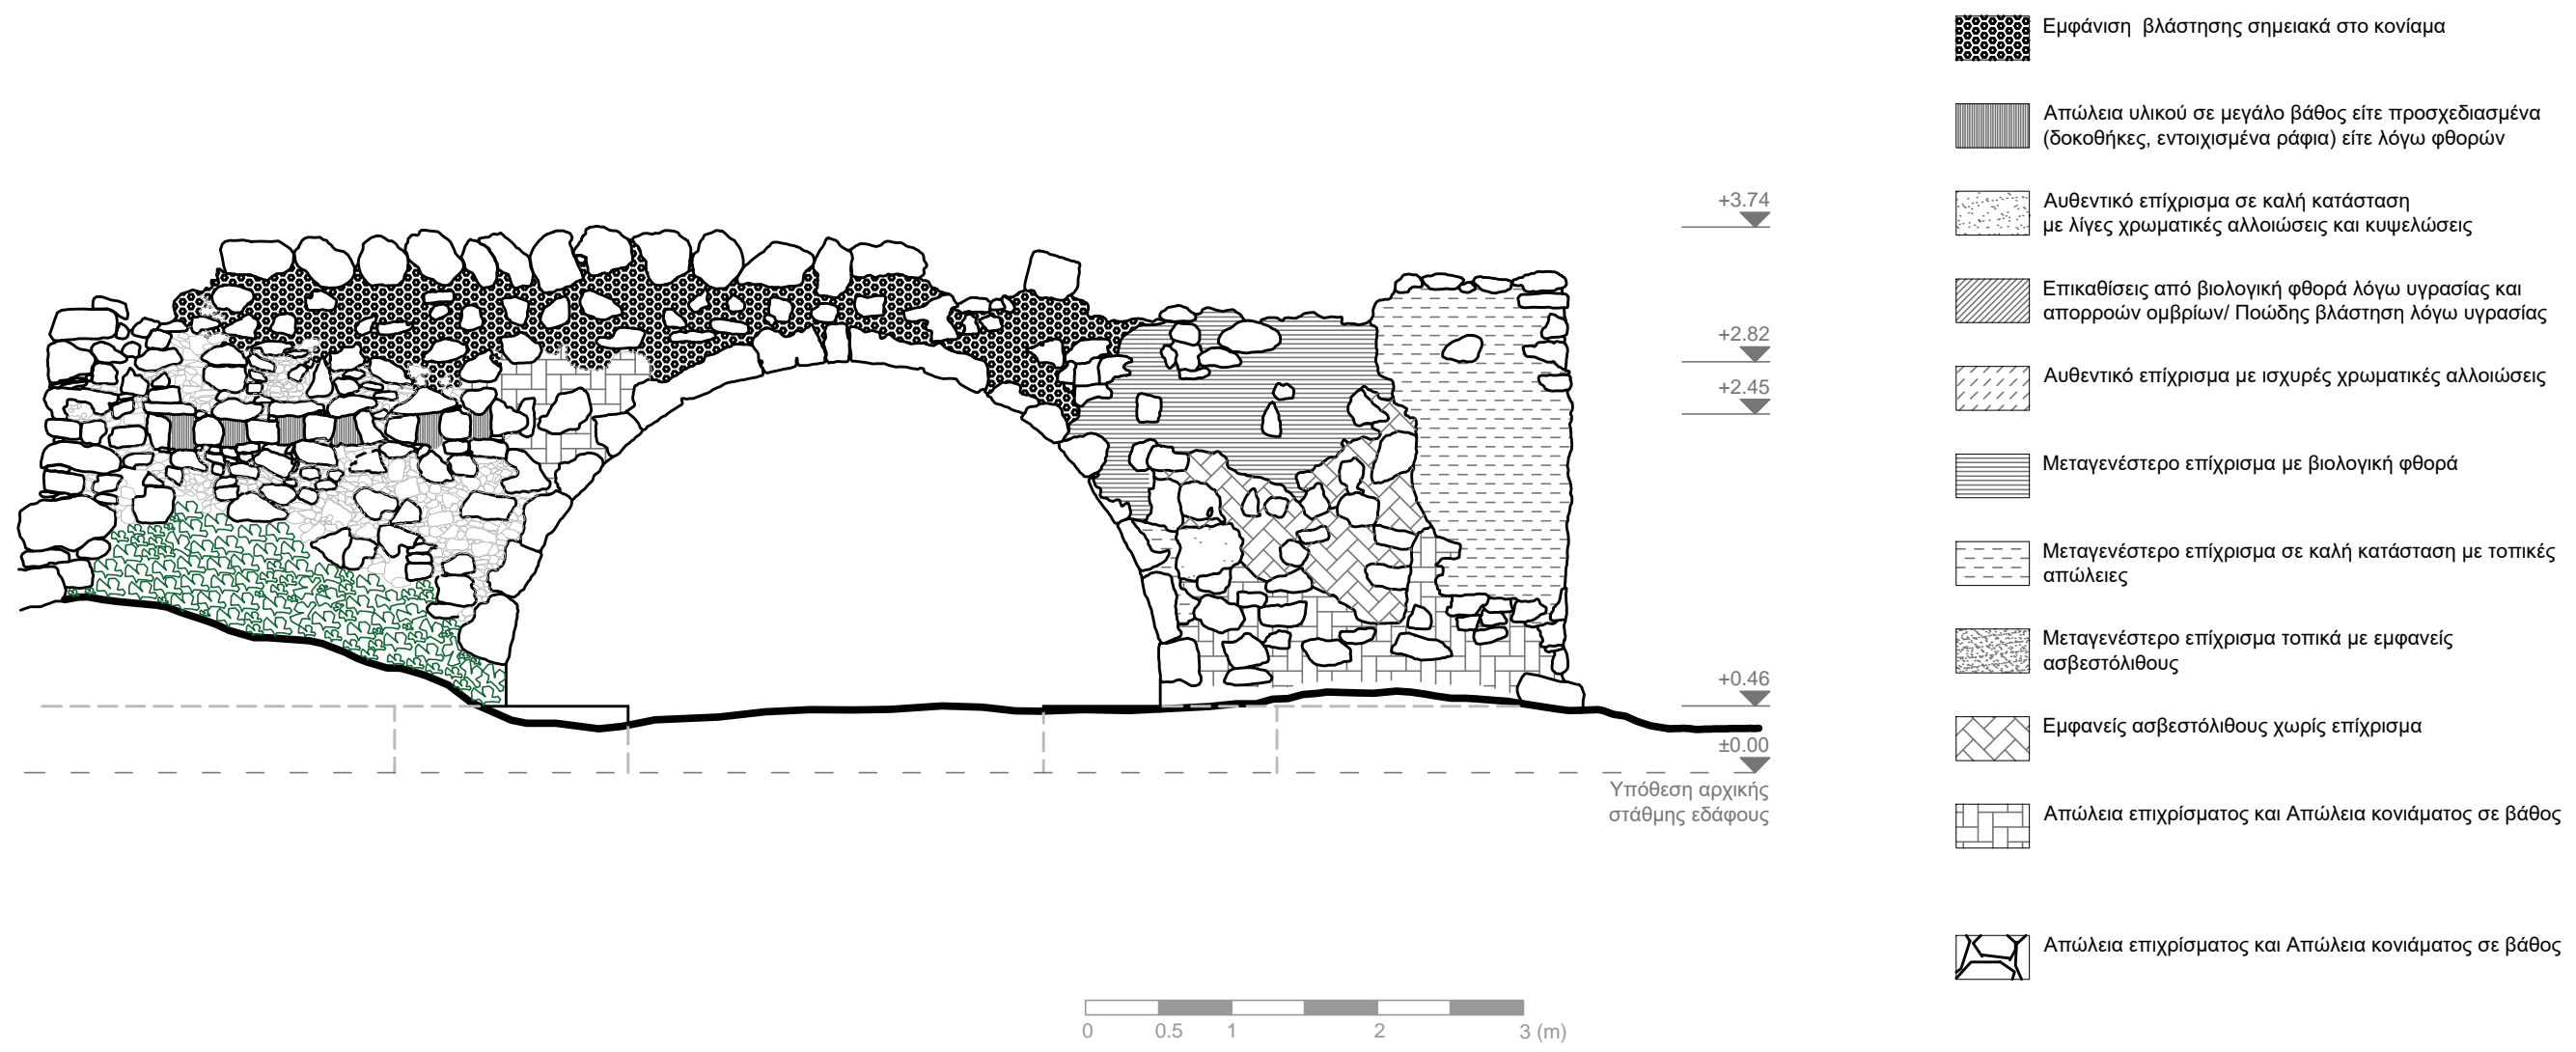 Εμφάνιση βλάστησης σημειακά στο κονίαμα
Απώλεια υλικού σε μεγάλο βάθος είτε προσχεδιασμένα
(δοκοθήκες, εντοιχισμένα ράφια) είτε λόγω φθορών
Αυθεντικό επίχρισμα σε καλή κατάσταση
με λίγες χρωματικές αλλοιώσεις και κυψελώσεις
Επικαθίσεις από βιολογική φθορά λόγω υγρασίας και
απορροών ομβρίων/ Ποώδης βλάστηση λόγω υγρασίας
Αυθεντικό επίχρισμα με ισχυρές χρωματικές αλλοιώσεις
Μεταγενέστερο επίχρισμα με βιολογική φθορά
Μεταγενέστερο επίχρισμα σε καλή κατάσταση με τοπικές
απώλειες
Μεταγενέστερο επίχρισμα τοπικά με εμφανείς
ασβεστόλιθους
Εμφανείς ασβεστόλιθους χωρίς επίχρισμα
Απώλεια επιχρίσματος και Απώλεια κονιάματος σε βάθος
Απώλεια επιχρίσματος και Απώλεια κονιάματος σε βάθος
+3.74
+2.82
+2.45
+0.46
±0.00
Υπόθεση αρχικής
στάθμης εδάφους
0 0.5 1 2 3 (m)